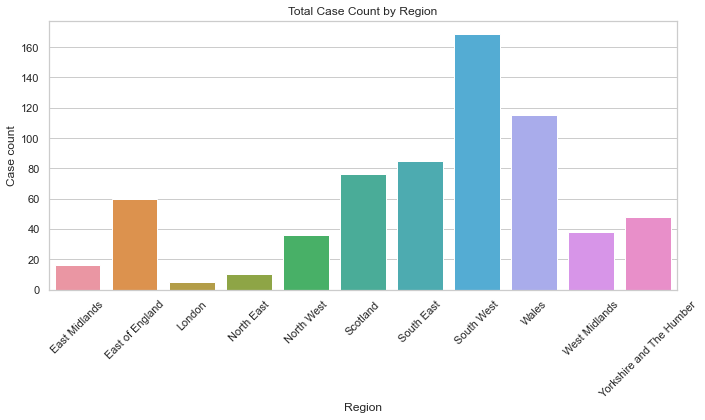 Total Case Count by Region
Case count
160
140
120
100
80
60
40
20
0
East Midlands
East of England
London
North East
North West
Scotland
South East
South West
Wales
West Midlands
Yorkshire and The Humber
Region